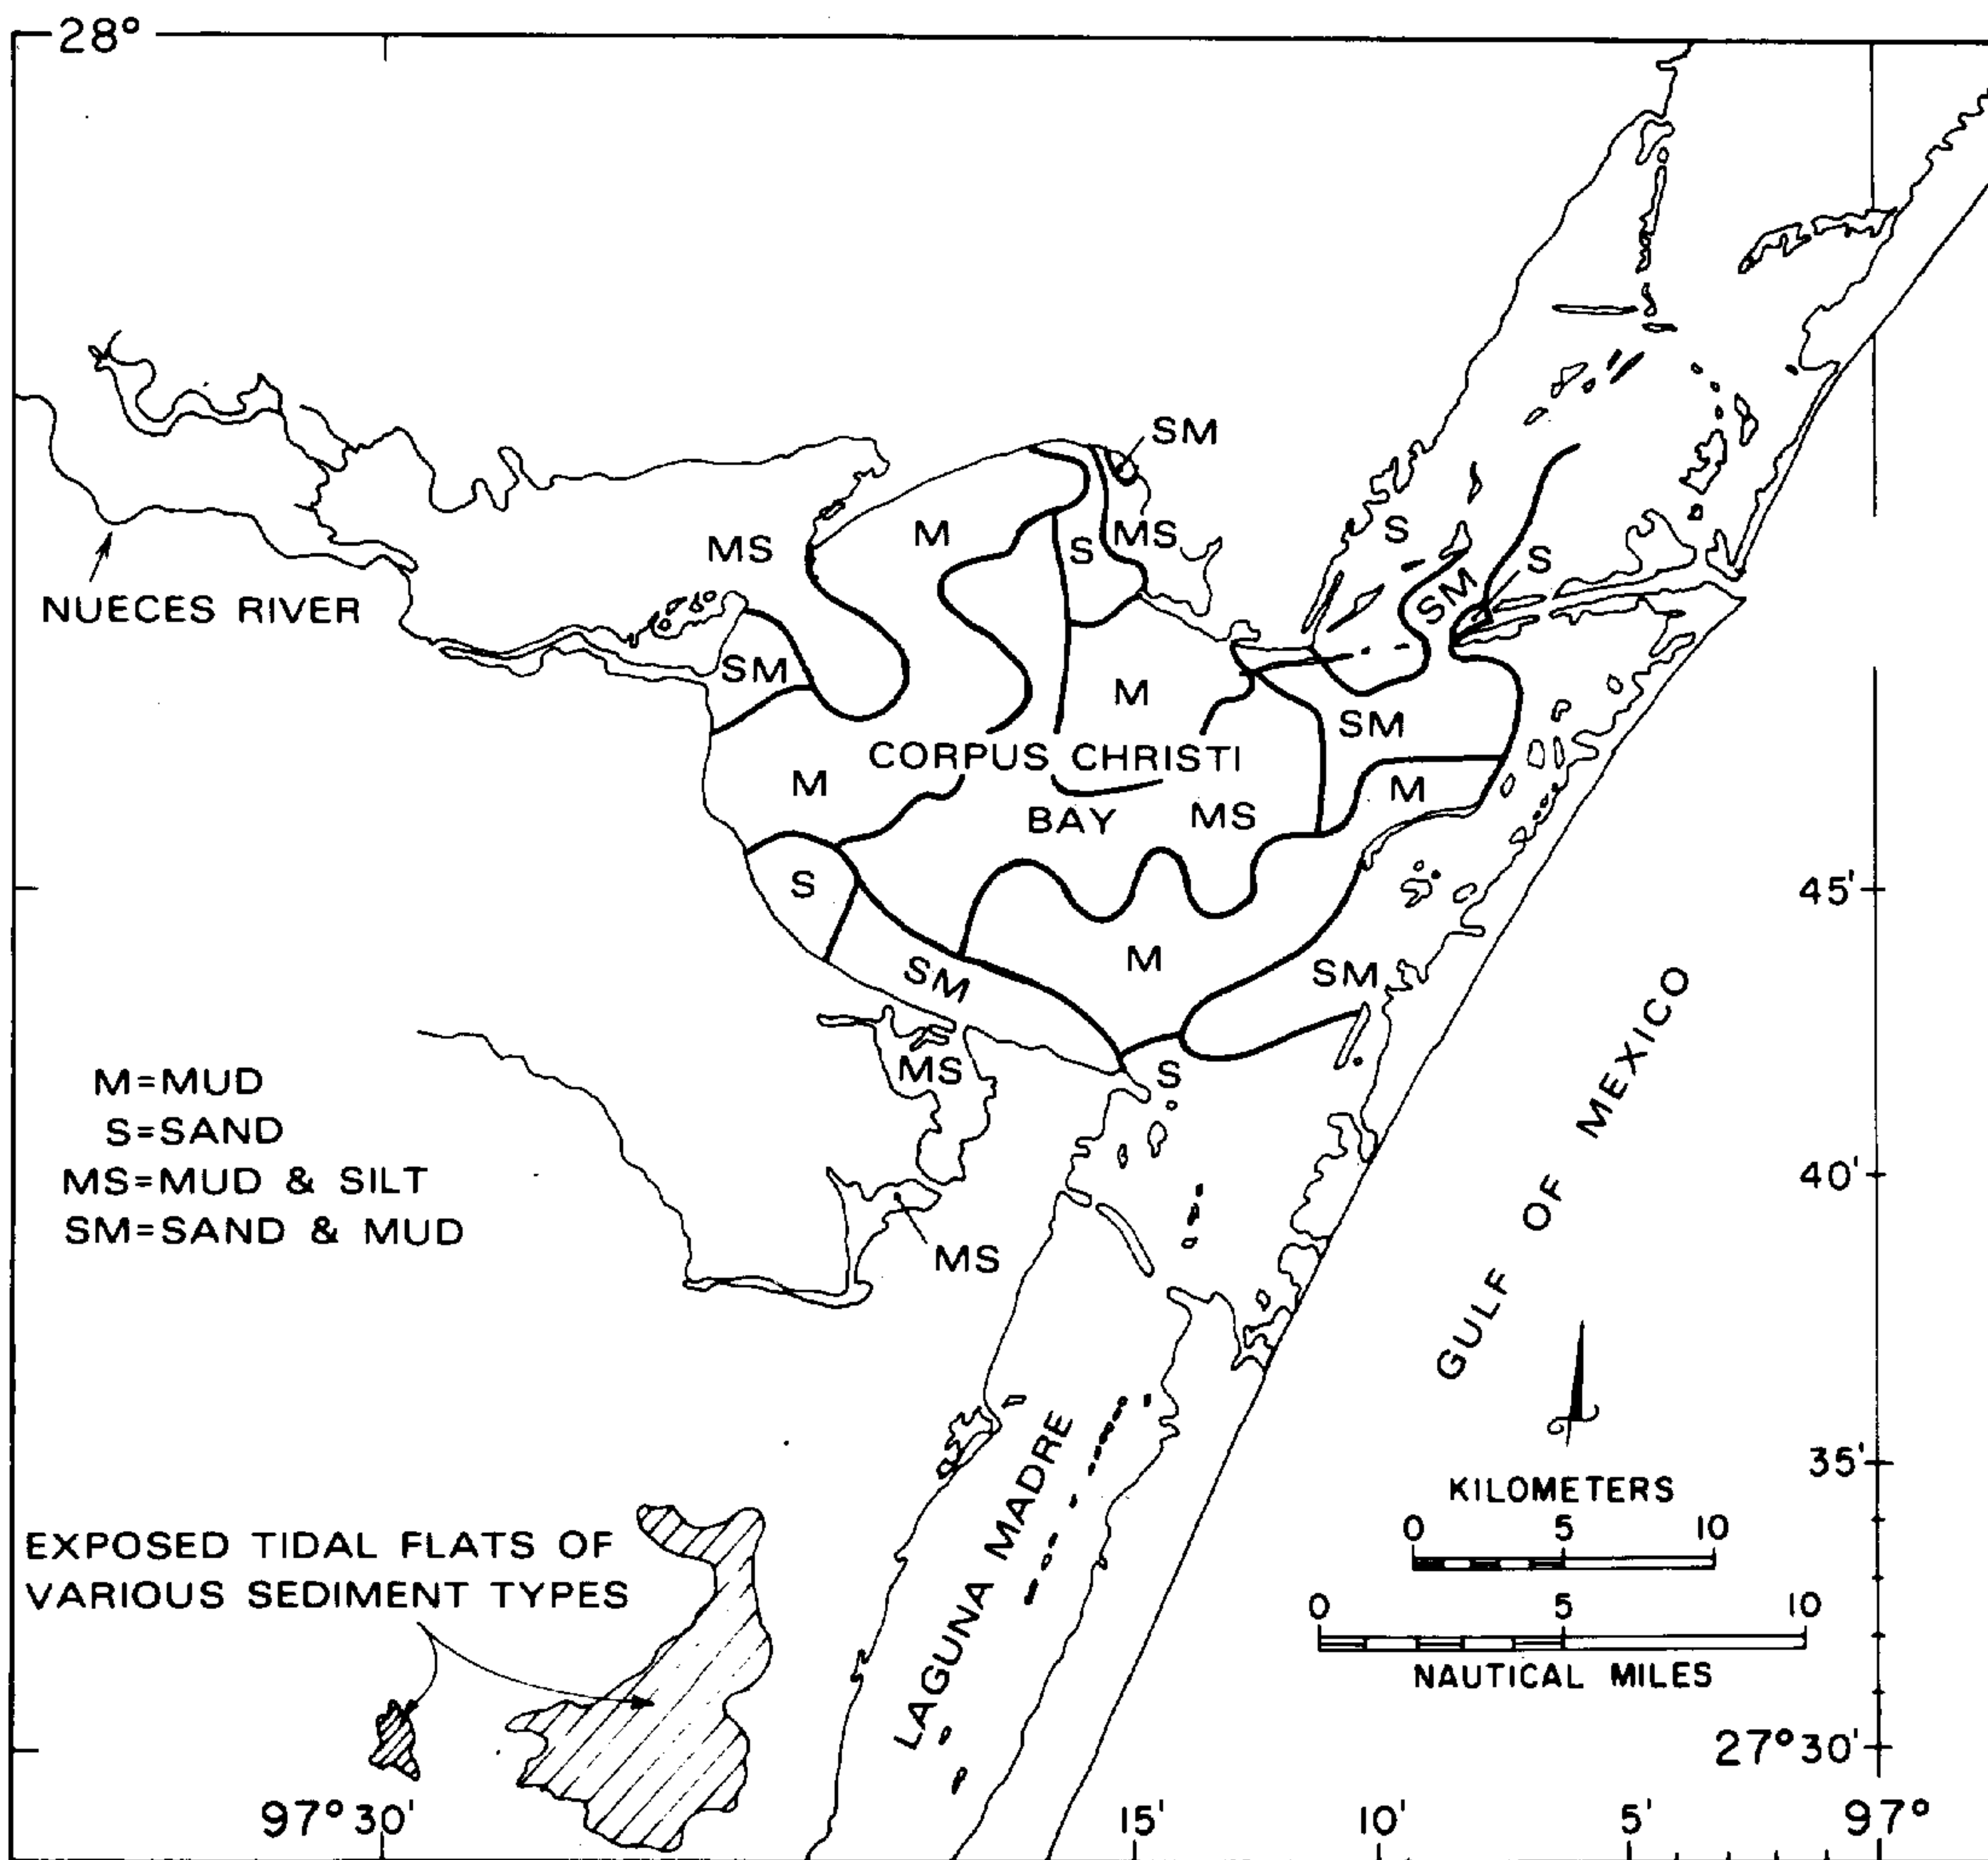 28°
SM
MS
M
S
MS
S
S
SM
NUECES RIVER
SM
M
SM
CORPUS CHRISTI
BAY
M
MS
M
S
45'
M
SM
SM
MS
S
M=MUD
S=SAND
MS=MUD & SILT
SM=SAND & MUD
MS
GULF OF MEXICO
40'
35'
KILOMETERS
0 5 10
0 5 10
NAUTICAL MILES
EXPOSED TIDAL FLATS OF
VARIOUS SEDIMENT TYPES
LAGUNA MADRE
27°30'
97°30'
15'
10'
5'
97°